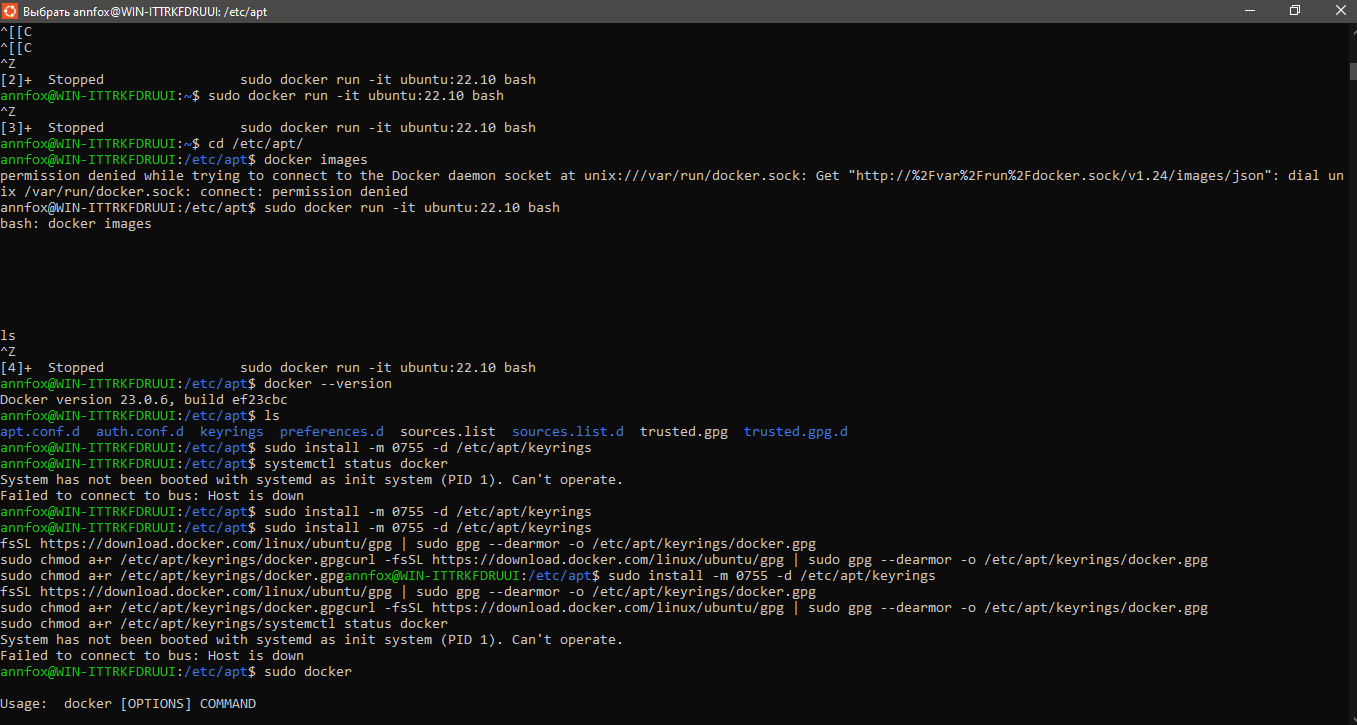 Выбрать annfox@WIN-ITTRKFDRUUI: /etc/apt
^[[C
^[[C
^Z
[2]+  Stopped                 sudo docker run -it ubuntu:22.10 bash
annfox@WIN-ITTRKFDRUUI:~$ sudo docker run -it ubuntu:22.10 bash
^Z
[3]+  Stopped                 sudo docker run -it ubuntu:22.10 bash
annfox@WIN-ITTRKFDRUUI:~$ cd /etc/apt/
annfox@WIN-ITTRKFDRUUI:/etc/apt$ docker images
permission denied while trying to connect to the Docker daemon socket at unix:///var/run/docker.sock: Get "http://%2Fvar%2Frun%2Fdocker.sock/v1.24/images/json": dial un
ix /var/run/docker.sock: connect: permission denied
annfox@WIN-ITTRKFDRUUI:/etc/apt$ sudo docker run -it ubuntu:22.10 bash
bash: docker images
ls
^Z
[4]+  Stopped                 sudo docker run -it ubuntu:22.10 bash
annfox@WIN-ITTRKFDRUUI:/etc/apt$ docker --version
Docker version 23.0.6, build ef23cbc
annfox@WIN-ITTRKFDRUUI:/etc/apt$ ls
apt.conf.d  auth.conf.d  keyrings  preferences.d  sources.list  sources.list.d  trusted.gpg  trusted.gpg.d
annfox@WIN-ITTRKFDRUUI:/etc/apt$ sudo install -m 0755 -d /etc/apt/keyrings
annfox@WIN-ITTRKFDRUUI:/etc/apt$ systemctl status docker
System has not been booted with systemd as init system (PID 1). Can't operate.
Failed to connect to bus: Host is down
annfox@WIN-ITTRKFDRUUI:/etc/apt$ sudo install -m 0755 -d /etc/apt/keyrings
annfox@WIN-ITTRKFDRUUI:/etc/apt$ sudo install -m 0755 -d /etc/apt/keyrings
fsSL https://download.docker.com/linux/ubuntu/gpg | sudo gpg --dearmor -o /etc/apt/keyrings/docker.gpg
sudo chmod a+r /etc/apt/keyrings/docker.gpgcurl -fsSL https://download.docker.com/linux/ubuntu/gpg | sudo gpg --dearmor -o /etc/apt/keyrings/docker.gpg
sudo chmod a+r /etc/apt/keyrings/docker.gpgannfox@WIN-ITTRKFDRUUI:/etc/apt$ sudo install -m 0755 -d /etc/apt/keyrings
fsSL https://download.docker.com/linux/ubuntu/gpg | sudo gpg --dearmor -o /etc/apt/keyrings/docker.gpg
sudo chmod a+r /etc/apt/keyrings/docker.gpgcurl -fsSL https://download.docker.com/linux/ubuntu/gpg | sudo gpg --dearmor -o /etc/apt/keyrings/docker.gpg
sudo chmod a+r /etc/apt/keyrings/systemctl status docker
System has not been booted with systemd as init system (PID 1). Can't operate.
Failed to connect to bus: Host is down
annfox@WIN-ITTRKFDRUUI:/etc/apt$ sudo docker
Usage:  docker [OPTIONS] COMMAND